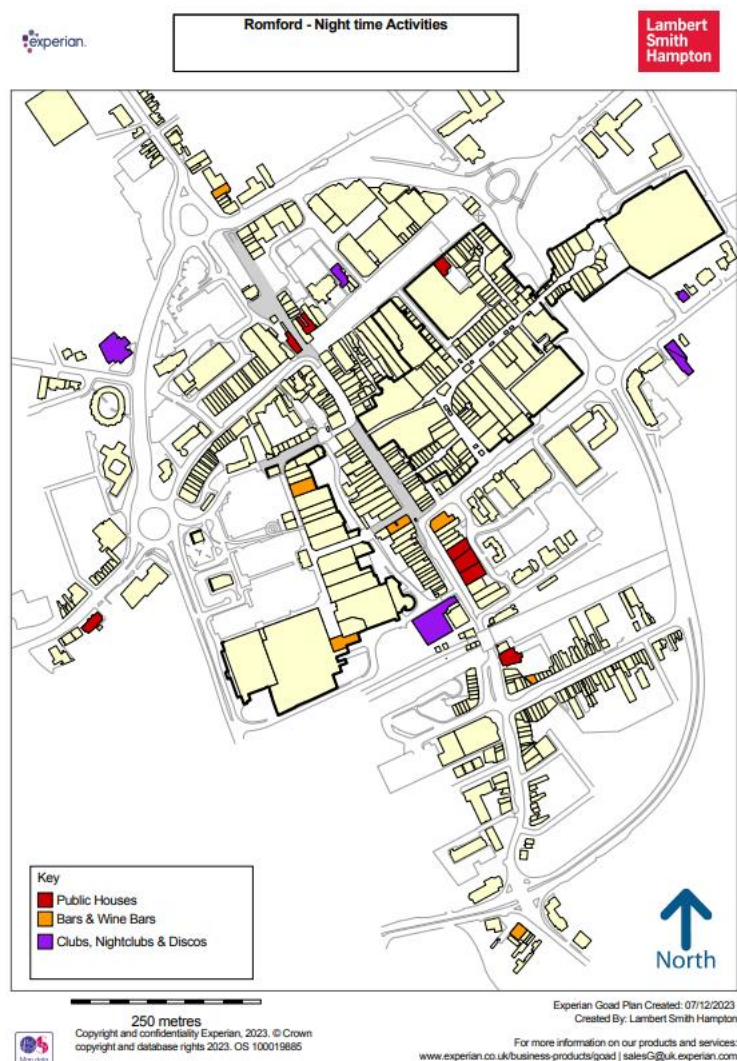 experian.
Romford - Night time Activities
Lambert
Smith
Hampton
Key
Public Houses
Bars & Wine Bars
Clubs, Nightclubs & Discos
North
250 metres
Copyright and confidentiality Experian, 2023. © Crown
copyright and database rights 2023. OS 100019885
Experian Goad Plan Created: 07/12/2023
Created By: Lambert Smith Hampton
For more information on our products and services:
www.experian.co.uk/business-products/goad | salesG@uk.experian.com
Map data